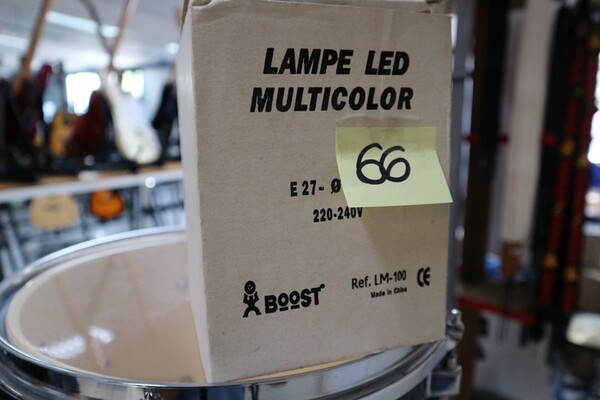 LAMPE LED
MULTICOLOR
66
E 27- Ø
220-240V
BOOST
Ref. LM-100
Made in China
CE